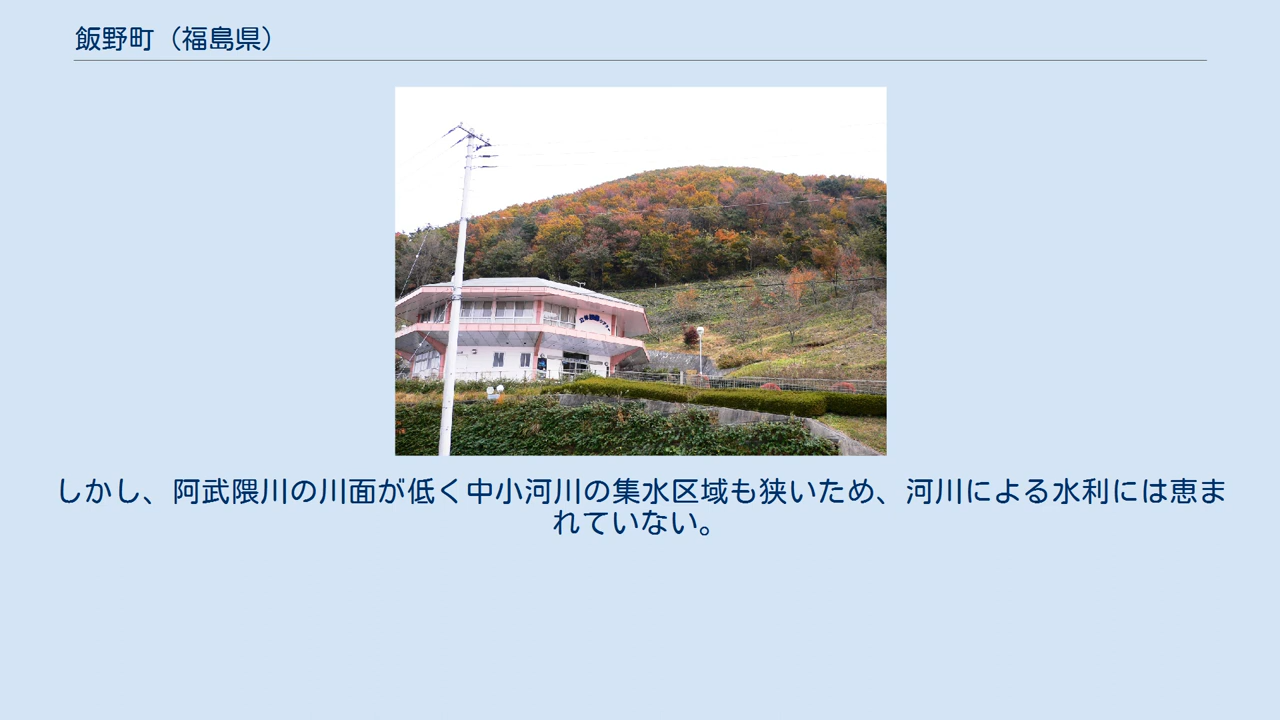 飯野町（福島県）
しかし、阿武隈川の川面が低く中小河川の集水区域も狭いため、河川による水利には恵ま
れていない。